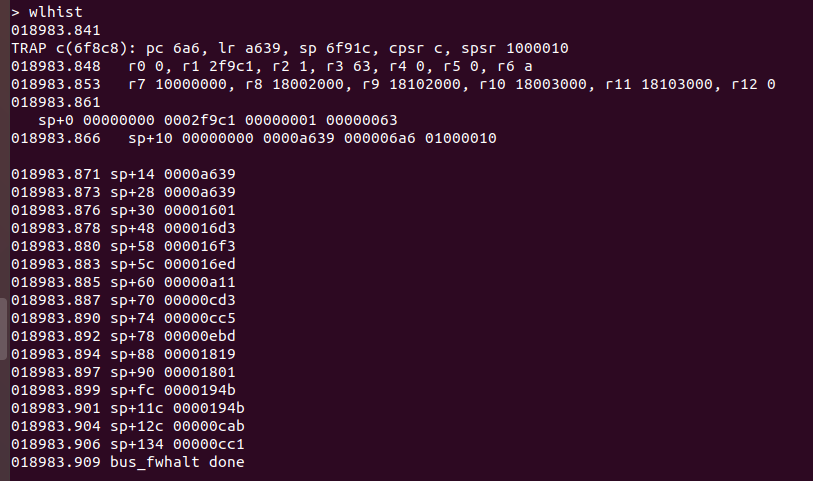 > wlhist
018983.841
TRAP c(6f8c8): pc 6a6, lr a639, sp 6f91c, cpsr c, spsr 1000010
018983.848   r0 0, r1 2f9c1, r2 1, r3 63, r4 0, r5 0, r6 a
018983.853   r7 10000000, r8 18002000, r9 18102000, r10 18003000, r11 18103000, r12 0
018983.861
   sp+0 00000000 0002f9c1 00000001 00000063
018983.866   sp+10 00000000 0000a639 000006a6 01000010
018983.871 sp+14 0000a639
018983.873 sp+28 0000a639
018983.876 sp+30 00001601
018983.878 sp+48 000016d3
018983.880 sp+58 000016f3
018983.883 sp+5c 000016ed
018983.885 sp+60 00000a11
018983.887 sp+70 00000cd3
018983.890 sp+74 00000cc5
018983.892 sp+78 00000ebd
018983.894 sp+88 00001819
018983.897 sp+90 00001801
018983.899 sp+fc 0000194b
018983.901 sp+11c 0000194b
018983.904 sp+12c 00000cab
018983.906 sp+134 00000cc1
018983.909 bus_fwhalt done